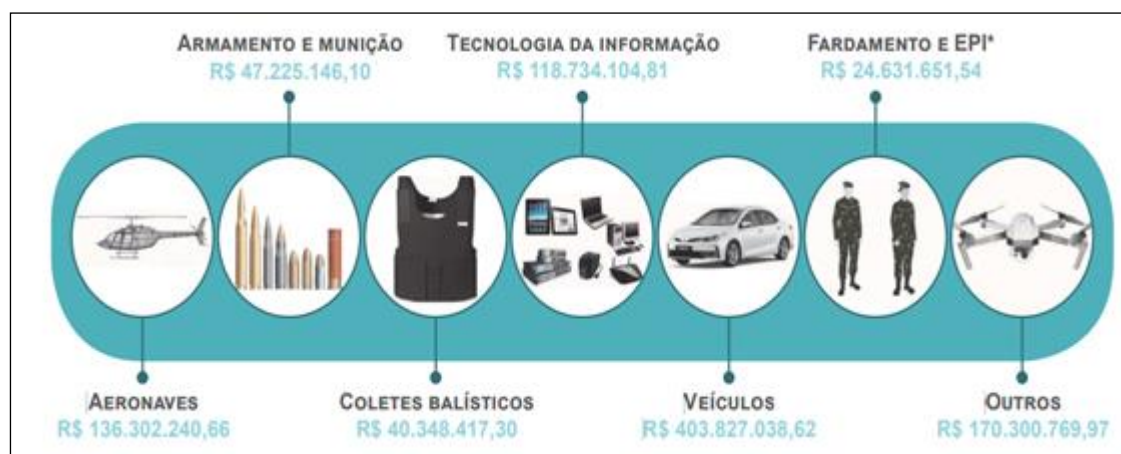 ARMAMENTO E MUNIÇÃO
R$ 47.225.146,10
TECNOLOGIA DA INFORMAÇÃO
R$ 118.734.104,81
FARDAMENTO E EPI*
R$ 24.631.651,54
AERONAVES
R$ 136.302.240,66
COLETES BALÍSTICOS
R$ 40.348.417,30
VEÍCULOS
R$ 403.827.038,62
OUTROS
R$ 170.300.769,97